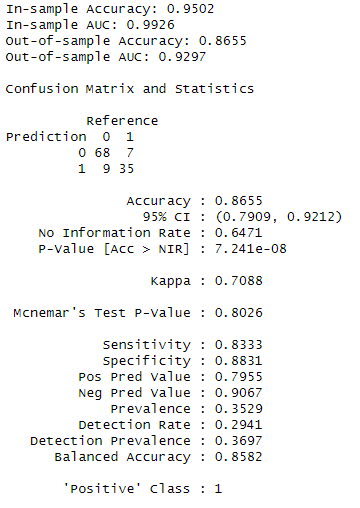 In-sample Accuracy: 0.9502
In-sample AUC: 0.9926
Out-of-sample Accuracy: 0.8655
Out-of-sample AUC: 0.9297
Confusion Matrix and Statistics
Reference
Prediction 0 1
0 68 7
1 9 35
Accuracy : 0.8655
95% CI : (0.7909, 0.9212)
No Information Rate : 0.6471
P-Value [Acc > NIR] : 7.241e-08
Kappa : 0.7088
Mcnemar's Test P-Value : 0.8026
Sensitivity : 0.8333
Specificity : 0.8831
Pos Pred Value : 0.7955
Neg Pred Value : 0.9067
Prevalence : 0.3529
Detection Rate : 0.2941
Detection Prevalence : 0.3697
Balanced Accuracy : 0.8582
'Positive' Class : 1